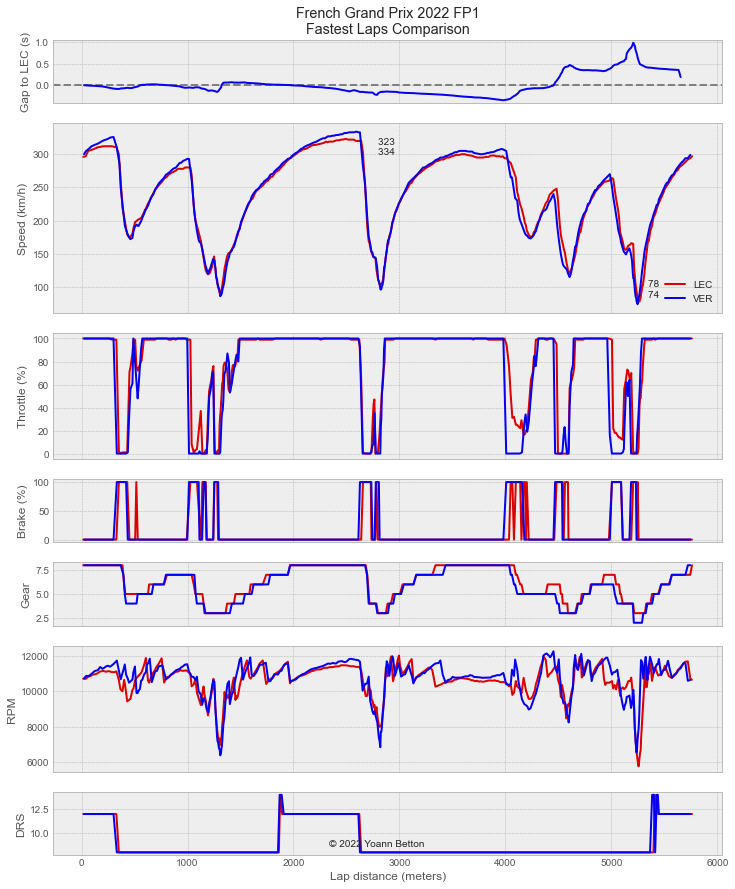 French Grand Prix 2022 FP1
Fastest Laps Comparison
Gap to LEC (s)
1.0
0.5
0.0
Speed (km/h)
300
250
200
150
100
323
334
78
74
LEC
VER
Throttle (%)
100
80
60
40
20
0
Brake (%)
100
50
0
Gear
7.5
5.0
2.5
RPM
12000
10000
8000
6000
DRS
12.5
10.0
© 2022 Yoann Betton
0 1000 2000 3000 4000 5000 6000
Lap distance (meters)